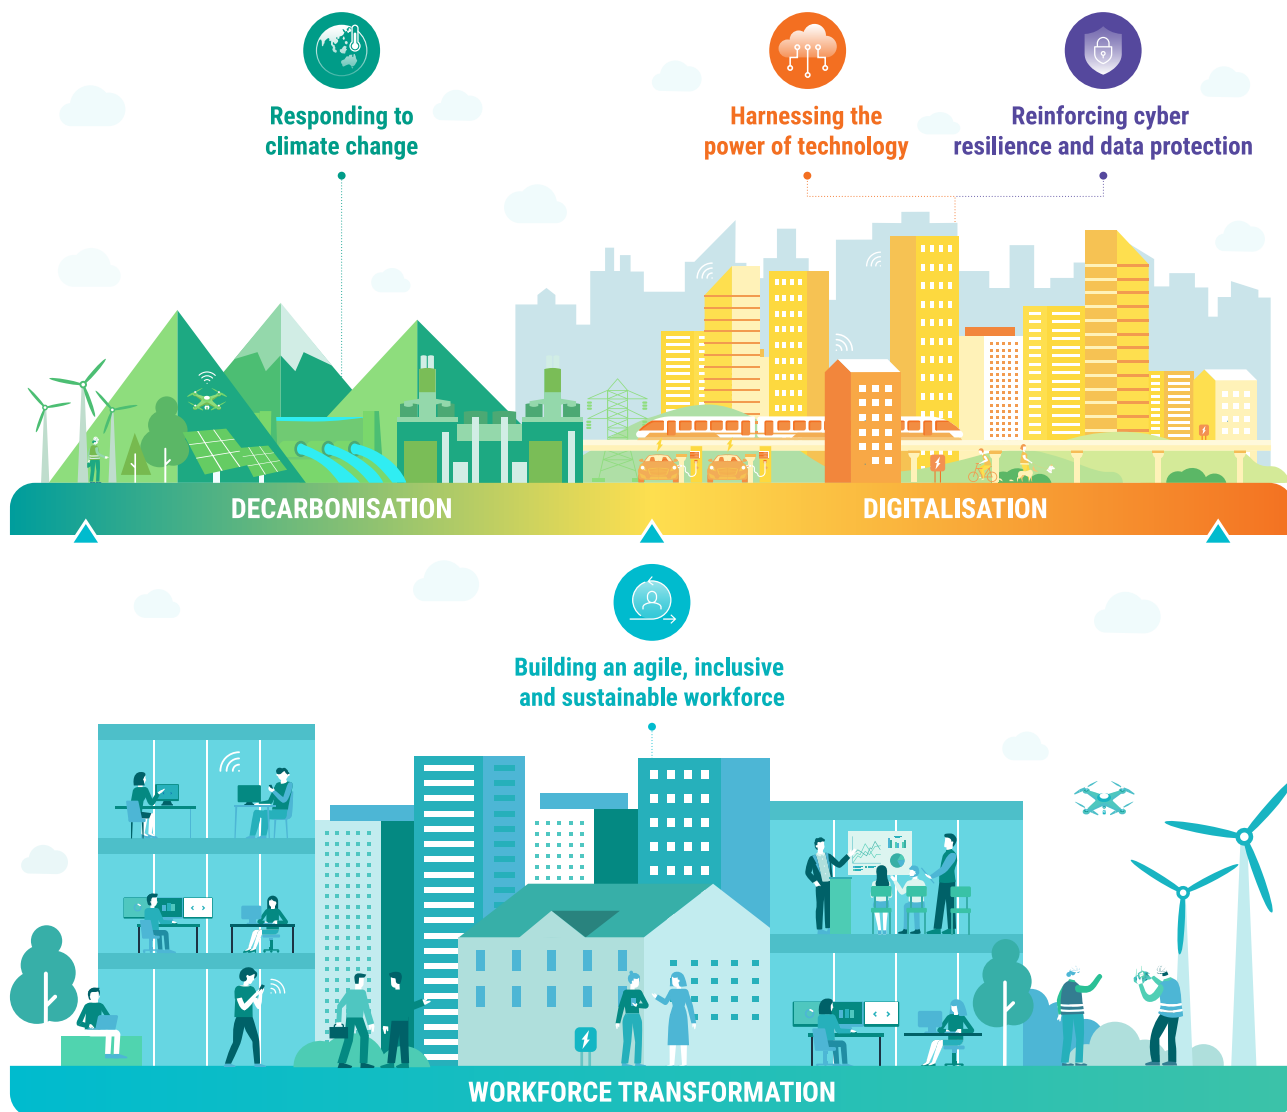 Responding to
climate change
Harnessing the
power of technology
Reinforcing cyber
resilience and data protection
DECARBONISATION
DIGITALISATION
Building an agile, inclusive
and sustainable workforce
WORKFORCE TRANSFORMATION